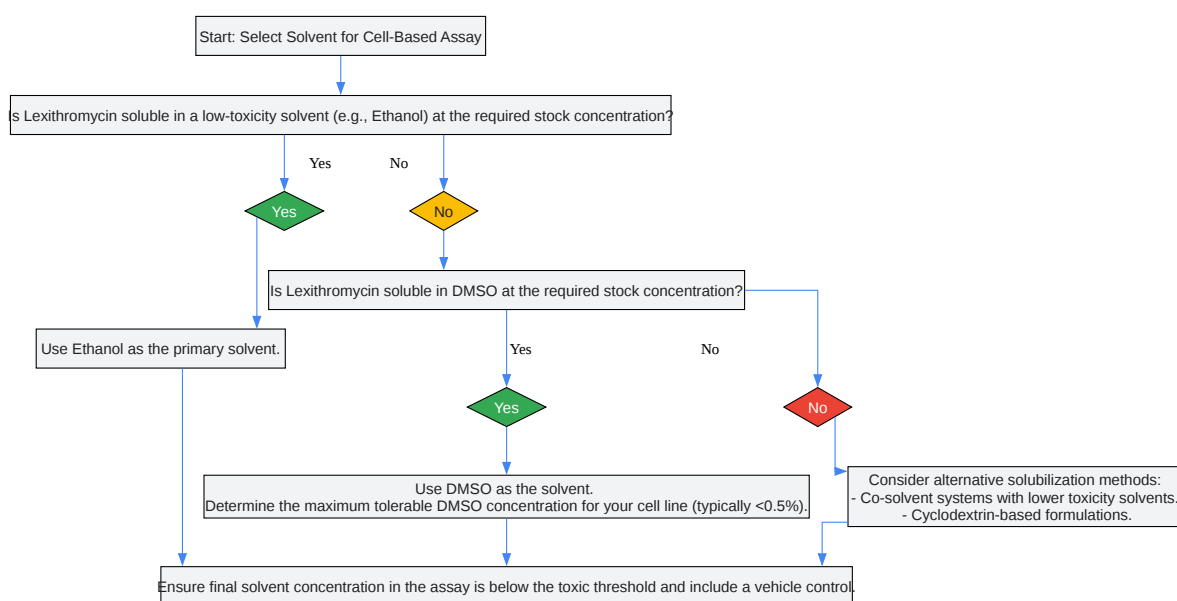 Start: Select Solvent for Cell-Based Assay
Is Lexithromycin soluble in a low-toxicity solvent (e.g., Ethanol) at the required stock concentration?
Yes
No
Yes
No
Is Lexithromycin soluble in DMSO at the required stock concentration?
Use Ethanol as the primary solvent.
Yes
No
Yes
No
Use DMSO as the solvent.
Determine the maximum tolerable DMSO concentration for your cell line (typically <0.5%).
Consider alternative solubilization methods:
- Co-solvent systems with lower toxicity solvents.
- Cyclodextrin-based formulations.
Ensure final solvent concentration in the assay is below the toxic threshold and include a vehicle control.